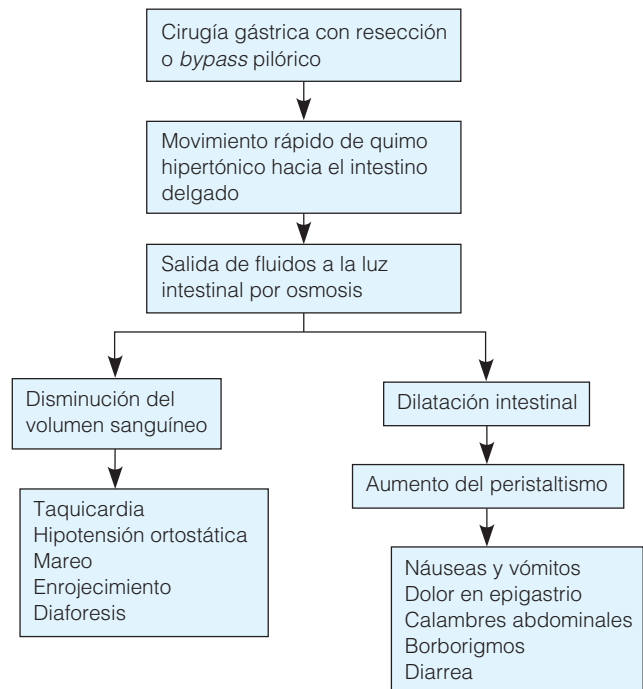 Cirugía gástrica con resección
o bypass pilórico
Movimiento rápido de quimo
hipertónico hacia el intestino
delgado
Salida de fluidos a la luz
intestinal por osmosis
Disminución del
volumen sanguíneo
Taquicardia
Hipotensión ortostática
Mareo
Enrojecimiento
Diaforesis
Dilatación intestinal
Aumento del peristaltismo
Náuseas y vómitos
Dolor en epigastrio
Calambres abdominales
Borborigmos
Diarrea